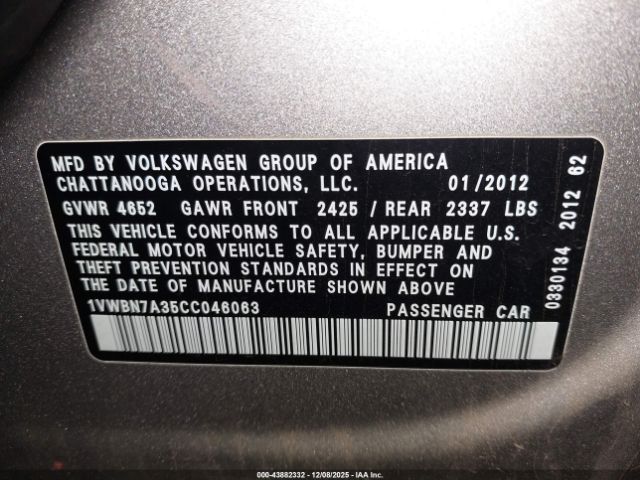 MFD BY VOLKSWAGEN GROUP OF AMERICA
CHATTANOOGA OPERATIONS, LLC. 01/2012
GVWR 4652 GAWR FRONT 2425 / REAR 2337 LBS
THIS VEHICLE CONFORMS TO ALL APPLICABLE U.S.
FEDERAL MOTOR VEHICLE SAFETY, BUMPER AND
THEFT PREVENTION STANDARDS IN EFFECT ON
THE DATE OF MANUFACTURE SHOWN ABOVE
1VWBN7A35CC046063 PASSENGER CAR
0330134 2012 62
000-43882332 - 12/08/2025 - IAA Inc.